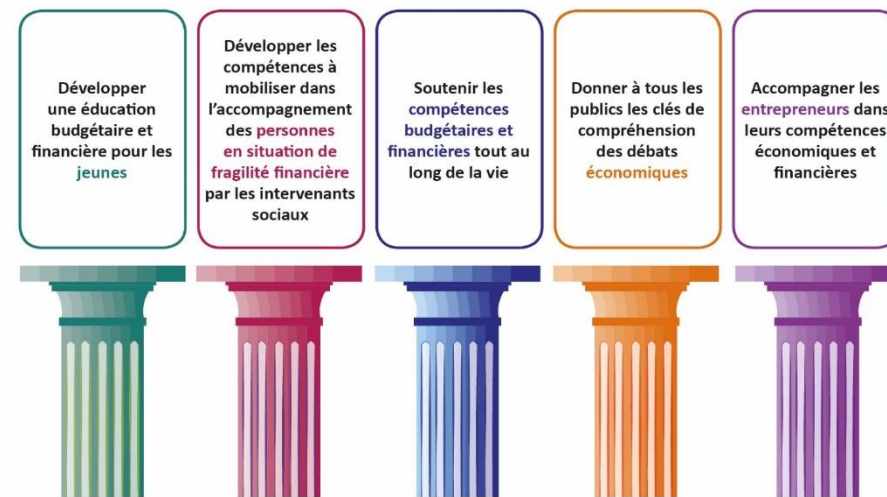 Développer
une éducation
budgétaire et
financière pour les
jeunes
Développer les
compétences à
mobiliser dans
l'accompagnement
des personnes
en situation de
fragilité financière
par les intervenants
sociaux
Soutenir les
compétences
budgétaires et
financières tout au
long de la vie
Donner à tous les
publics les clés de
compréhension
des débats
économiques
Accompagner les
entrepreneurs dans
leurs compétences
économiques et
financières